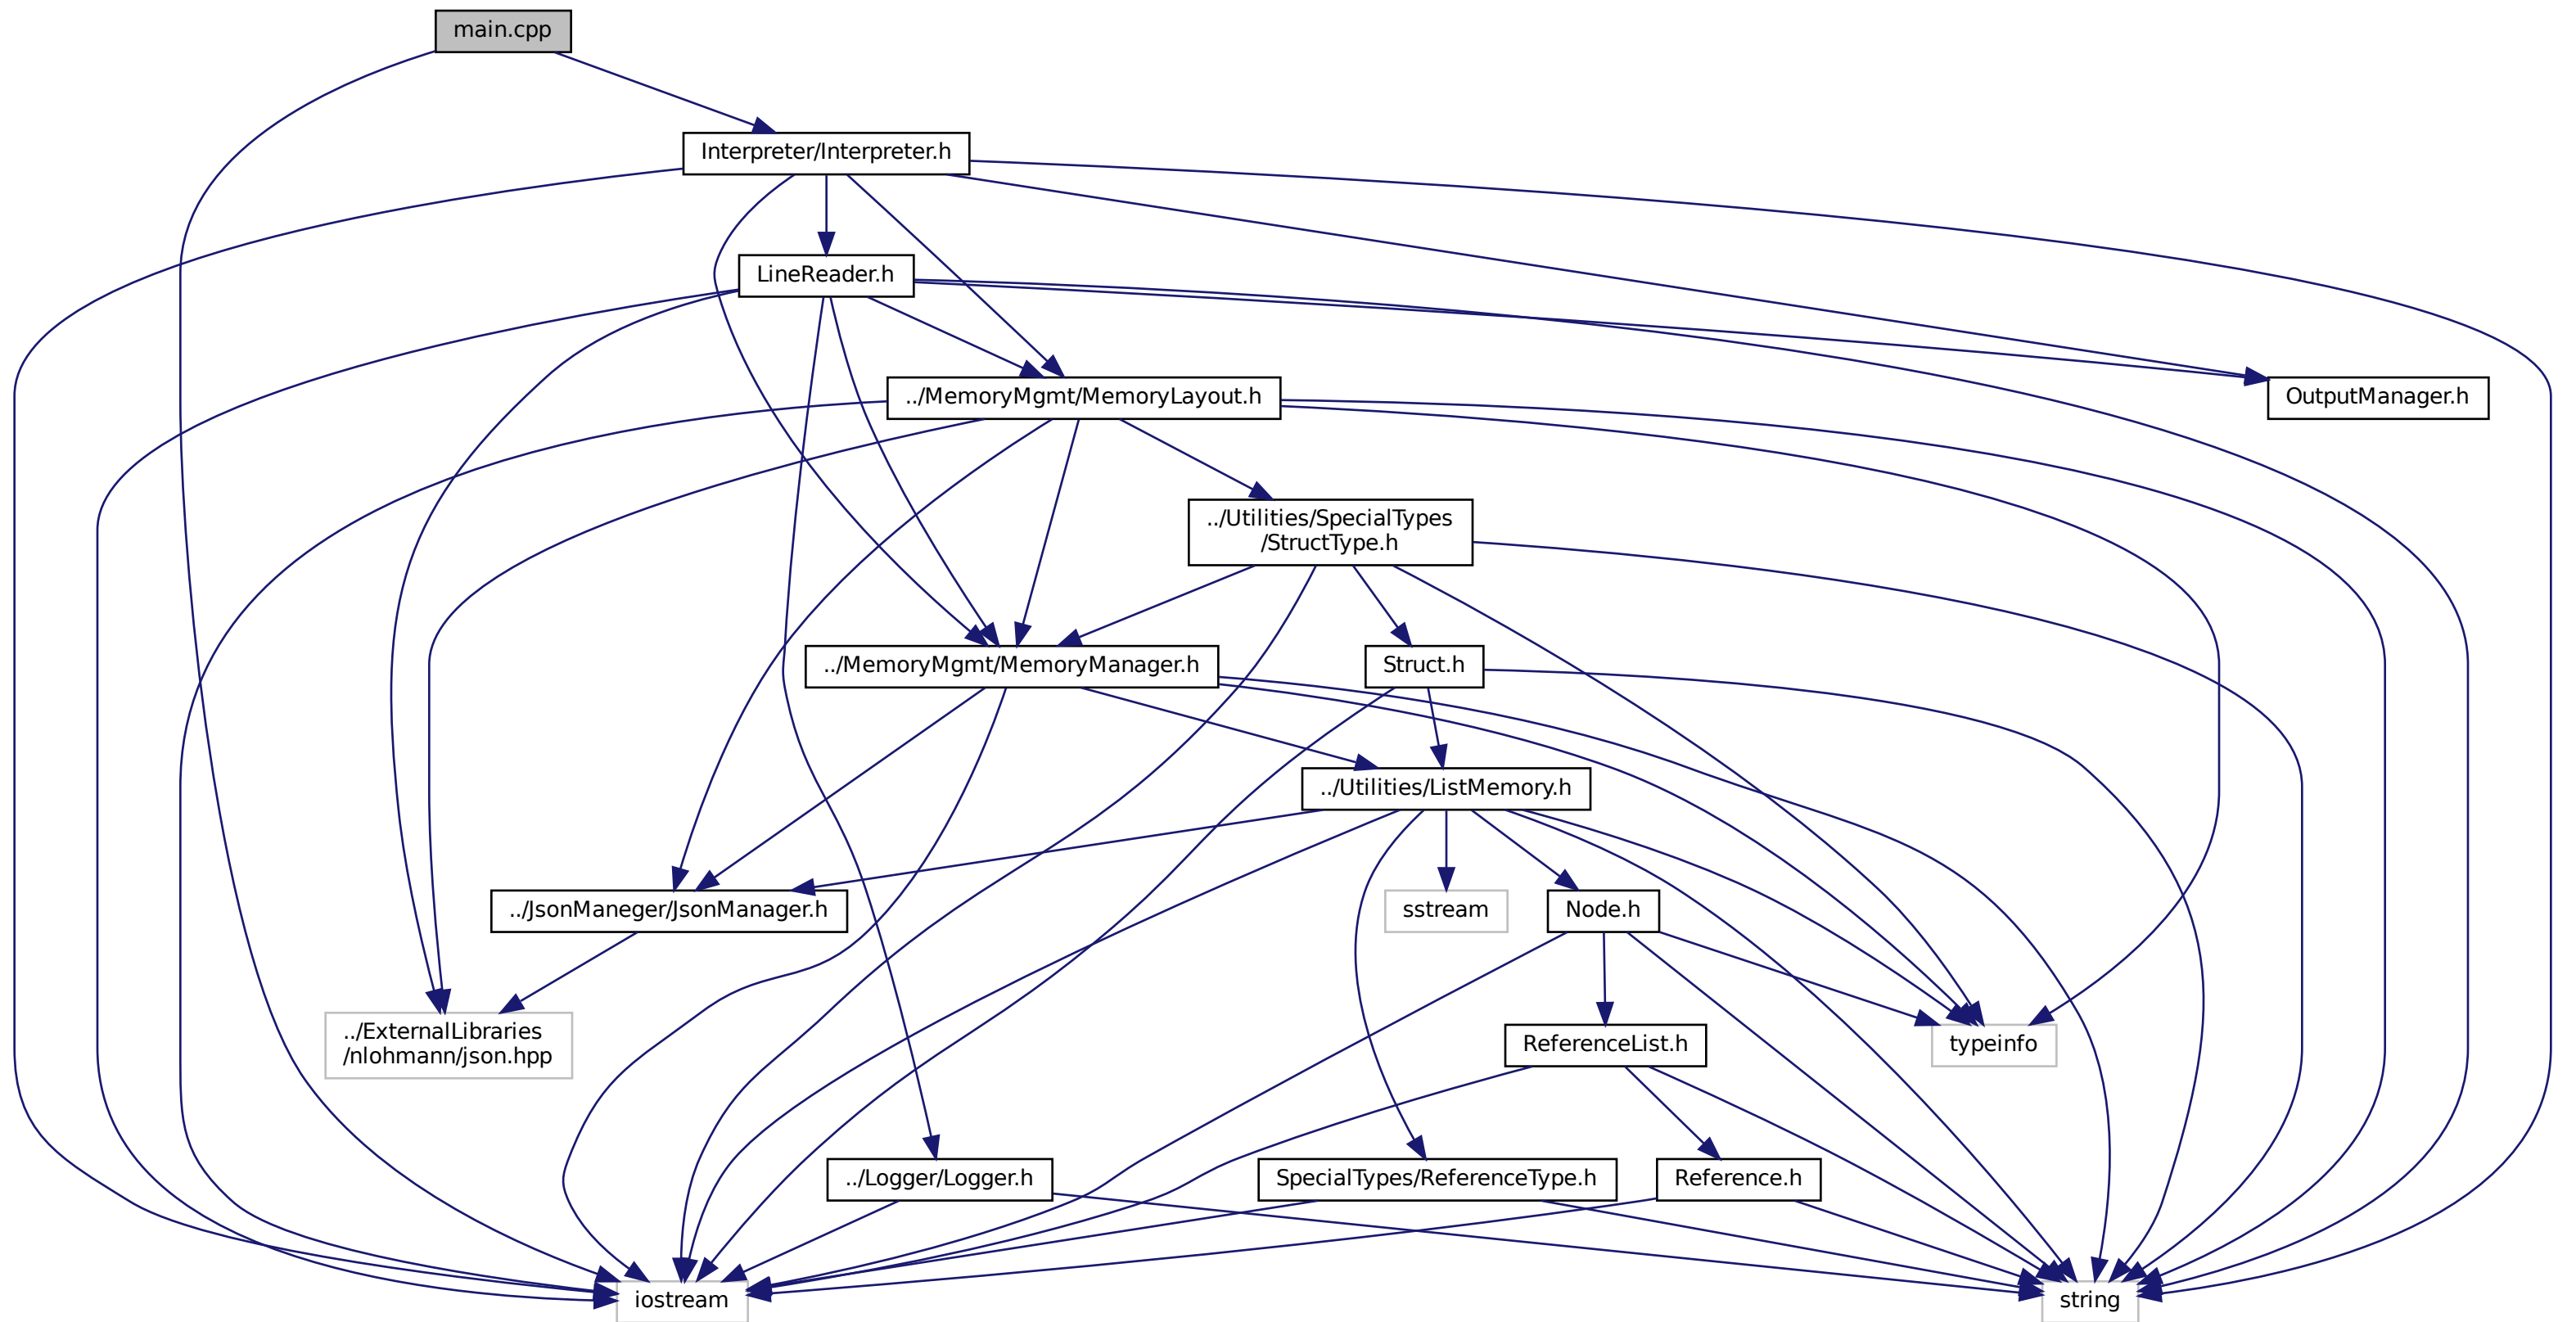 main.cpp
Interpreter/Interpreter.h
LineReader.h
../MemoryMgmt/MemoryLayout.h
OutputManager.h
../Utilities/SpecialTypes
/StructType.h
../MemoryMgmt/MemoryManager.h
Struct.h
../Utilities/ListMemory.h
../JsonManeger/JsonManager.h
sstream
Node.h
../ExternalLibraries
/nlohmann/json.hpp
ReferenceList.h
typeinfo
../Logger/Logger.h
SpecialTypes/ReferenceType.h
Reference.h
iostream
string